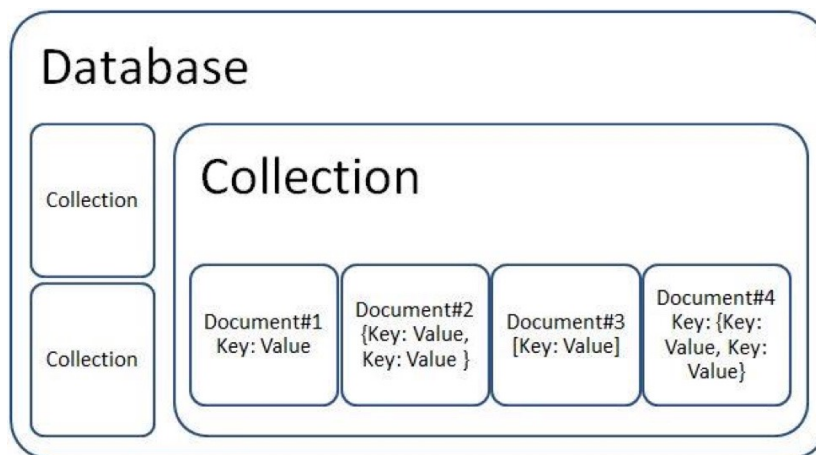 Database
Collection
Collection
Collection
Document#1
Key: Value
Document#2
{Key: Value,
Key: Value }
Document#3
[Key: Value]
Document#4
Key: {Key:
Value, Key:
Value}